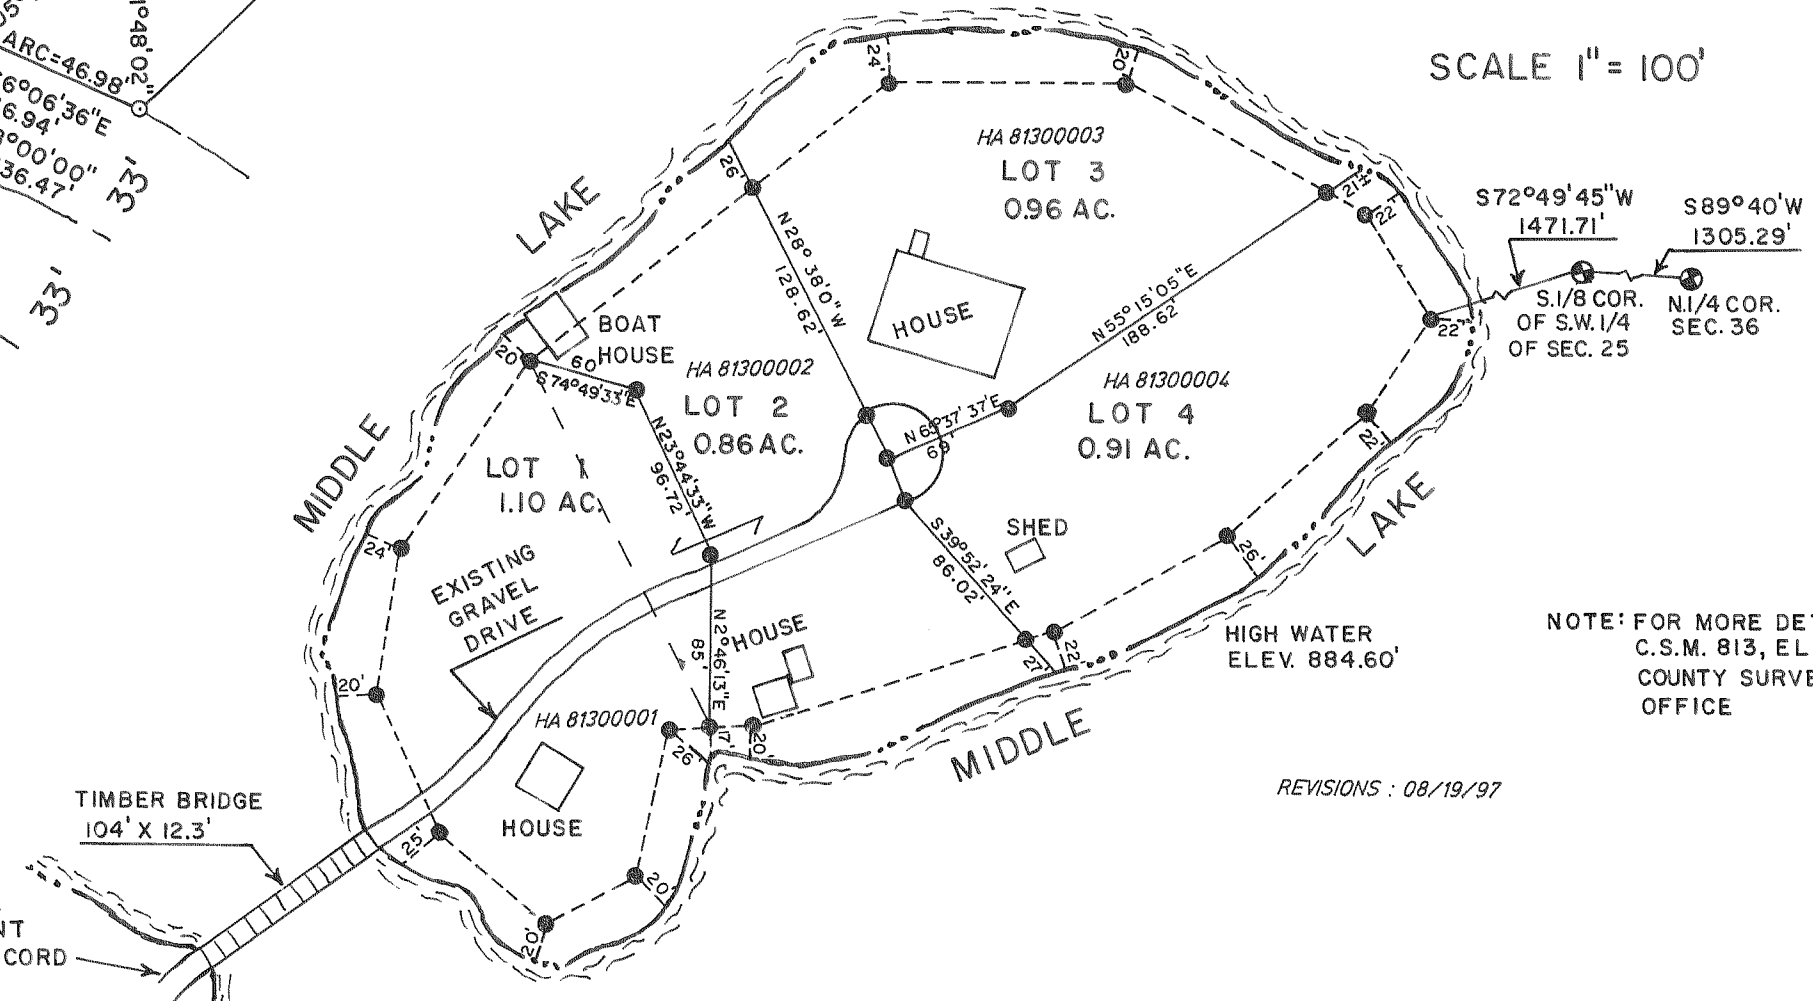 ARC=46.98'
1°48'02"
6°06'36"E
6.94'
°00'00"
36.47'
33'
33'
SCALE 1" = 100'
24'
20'
HA 81300003
LOT 3
0.96 AC.
26'
LAKE
21'±
22'
S72°49'45"W
1471.71'
S89°40'W
1305.29'
N28°38'0"W
128.62'
HOUSE
N55°15'05"E
188.62'
S.1/8 COR.
OF S.W.1/4
OF SEC. 25
N.1/4 COR.
SEC. 36
22'
BOAT
HOUSE
20'
60'
S74°49'33"E
HA 81300002
LOT 2
0.86 AC.
HA 81300004
LOT 4
0.91 AC.
N65°37'37"E
69'
22'
MIDDLE
LOT 1
1.10 AC.
N23°44'33"W
96.72'
LAKE
24'
EXISTING
GRAVEL
DRIVE
SHED
S39°52'24"E
86.02'
26'
N2°46'13"E
85'
HOUSE
HIGH WATER
ELEV. 884.60'
27'
22'
NOTE: FOR MORE DE
C.S.M. 813, EL
COUNTY SURVE
OFFICE
20'
HA 81300001
26'
17'
20'
MIDDLE
REVISIONS : 08/19/97
HOUSE
TIMBER BRIDGE
104' X 12.3'
25'
20'
20'
NT
CORD